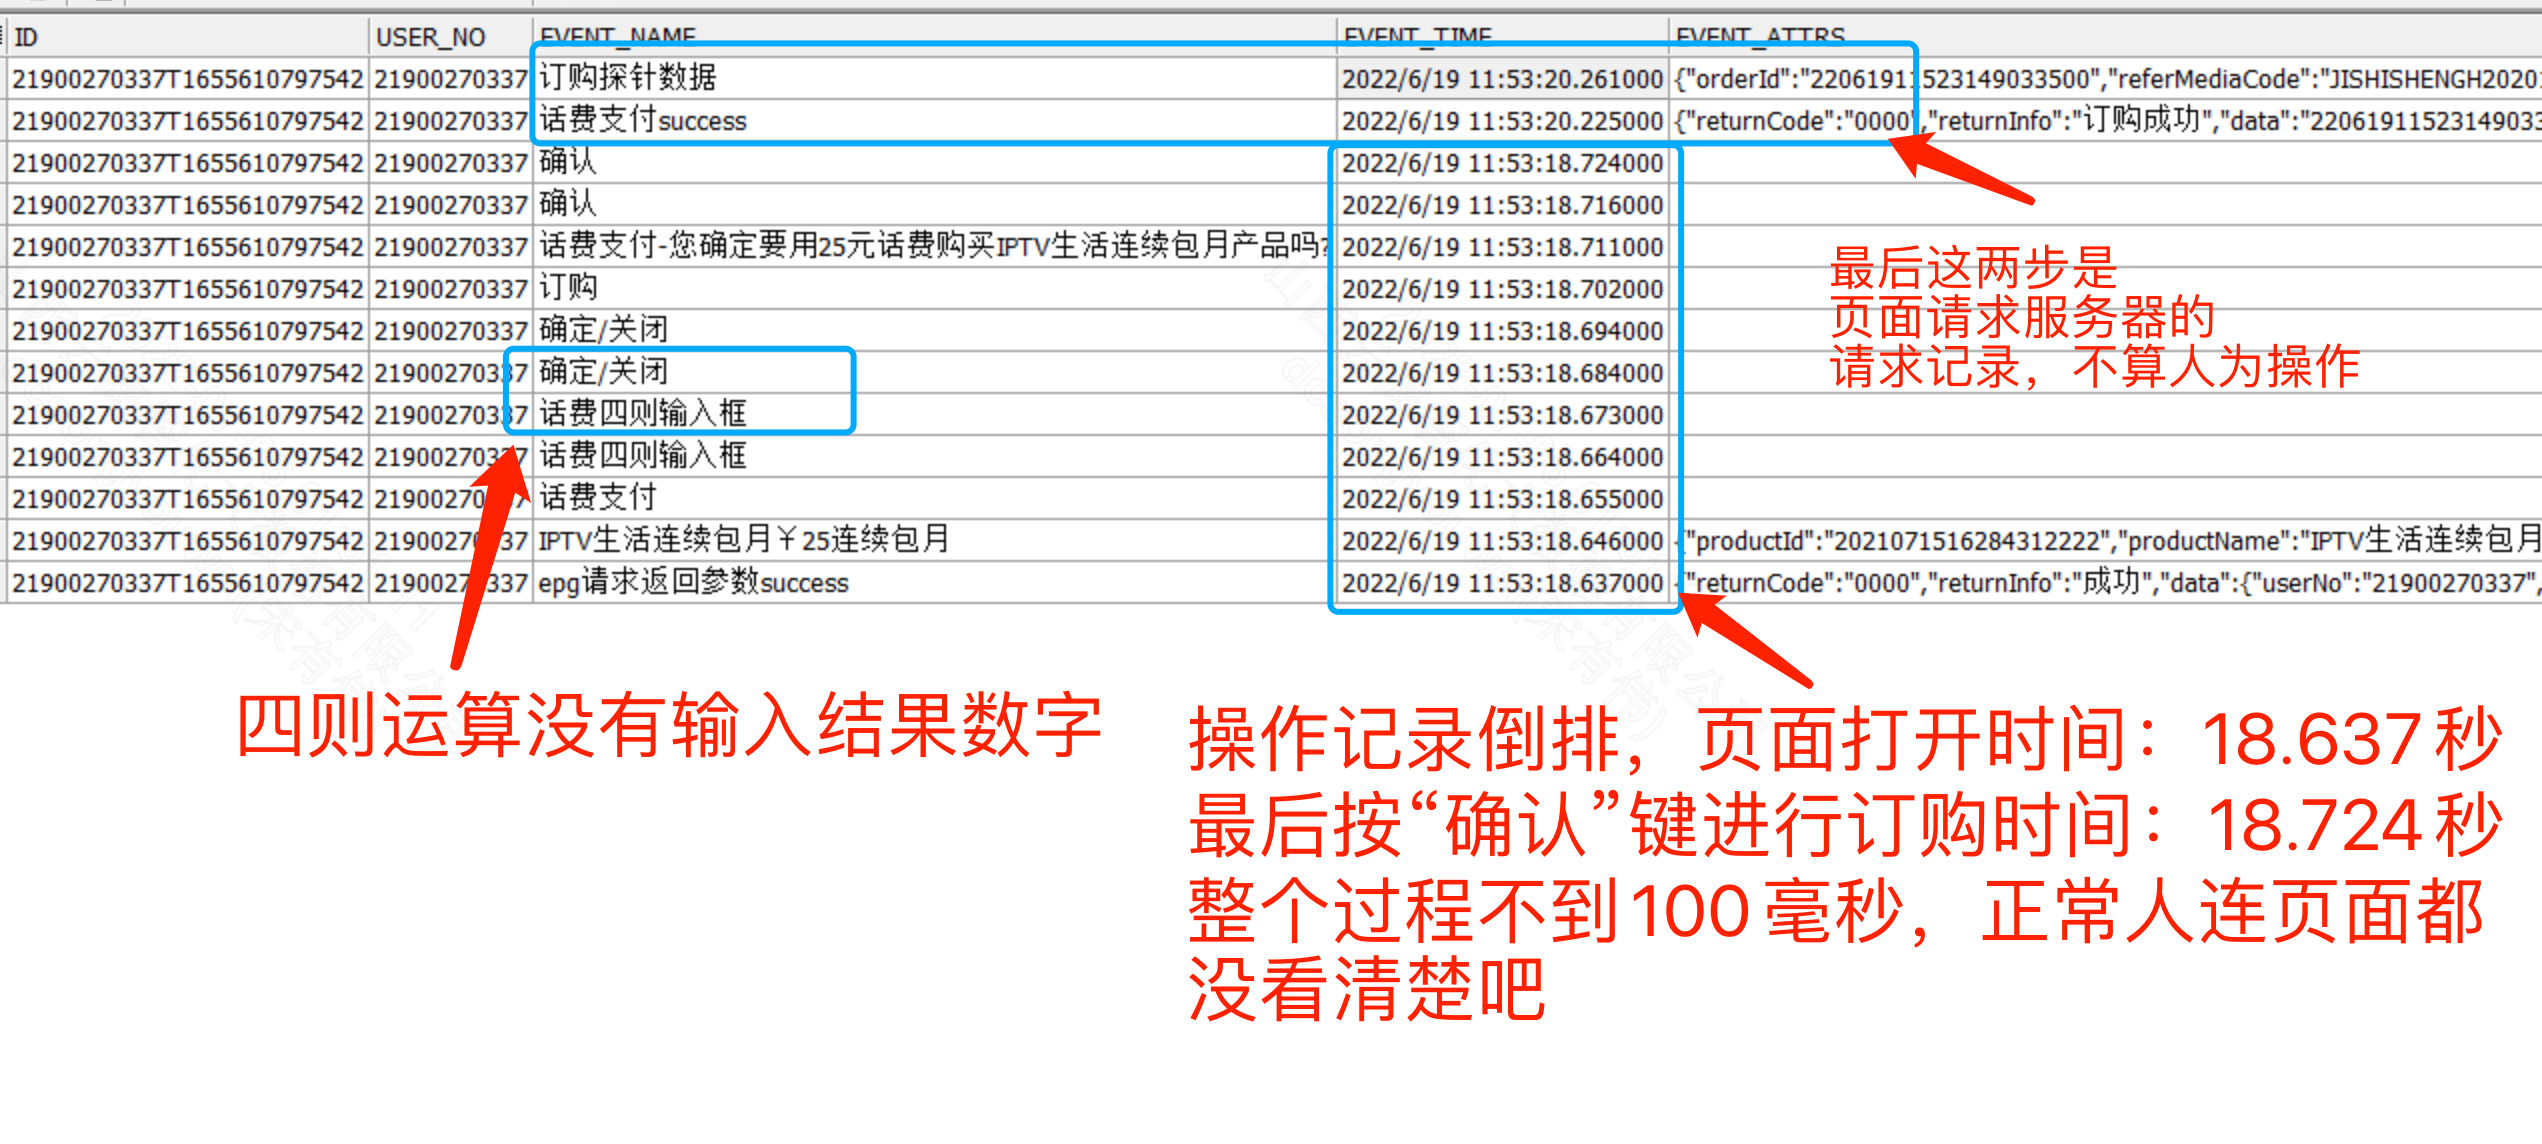 ID USER_NO EVENT_NAME EVENT_TIME EVENT_ATTRS
21900270337T1655610797542 21900270337 订购探针数据 2022/6/19 11:53:20.261000 {"orderId":"22061911523149033500","referMediaCode":"JISHISHENGH2020
21900270337T1655610797542 21900270337 话费支付success 2022/6/19 11:53:20.225000 {"returnCode":"0000","returnInfo":"订购成功","data":"2206191152314903
21900270337T1655610797542 21900270337 确认 2022/6/19 11:53:18.724000
21900270337T1655610797542 21900270337 确认 2022/6/19 11:53:18.716000
21900270337T1655610797542 21900270337 话费支付-您确定要用25元话费购买IPTV生活连续包月产品吗? 2022/6/19 11:53:18.711000
21900270337T1655610797542 21900270337 订购 2022/6/19 11:53:18.702000
21900270337T1655610797542 21900270337 确定/关闭 2022/6/19 11:53:18.694000
21900270337T1655610797542 21900270337 确定/关闭 2022/6/19 11:53:18.684000
21900270337T1655610797542 21900270337 话费四则输入框 2022/6/19 11:53:18.673000
21900270337T1655610797542 21900270337 话费四则输入框 2022/6/19 11:53:18.664000
21900270337T1655610797542 21900270337 话费支付 2022/6/19 11:53:18.655000
21900270337T1655610797542 21900270337 IPTV生活连续包月￥25连续包月 2022/6/19 11:53:18.646000 {"productId":"2021071516284312222","productName":"IPTV生活连续包月
21900270337T1655610797542 21900270337 epg请求返回参数success 2022/6/19 11:53:18.637000 {"returnCode":"0000","returnInfo":"成功","data":{"userNo":"21900270337",
最后这两步是
页面请求服务器的
请求记录，不算人为操作
四则运算没有输入结果数字
操作记录倒排，页面打开时间：18.637秒
最后按“确认”键进行订购时间：18.724秒
整个过程不到100毫秒，正常人连页面都
没看清楚吧